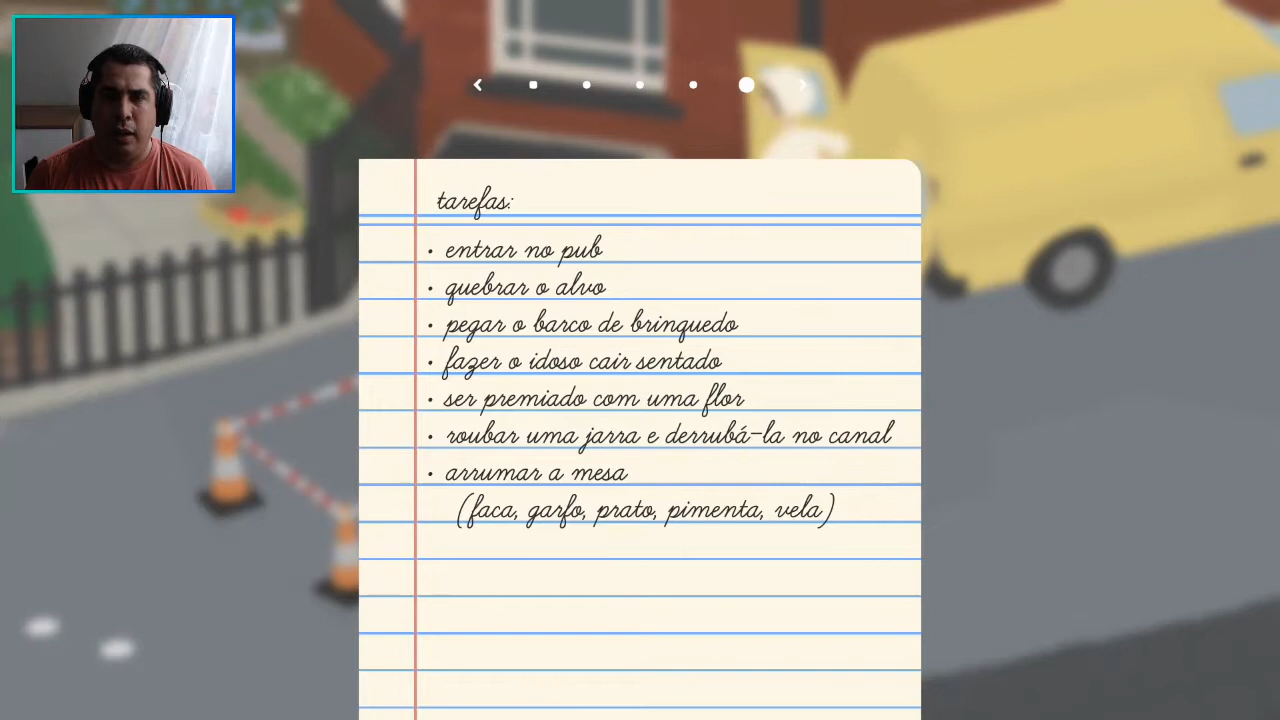 tarefas:
• entrar no pub
• quebrar o alvo
• pegar o barco de brinquedo
• fazer o idoso cair sentado
• ser premiado com uma flor
• roubar uma jarra e derrubá-la no canal
• arrumar a mesa
(faca, garfo, prato, pimenta, vela)